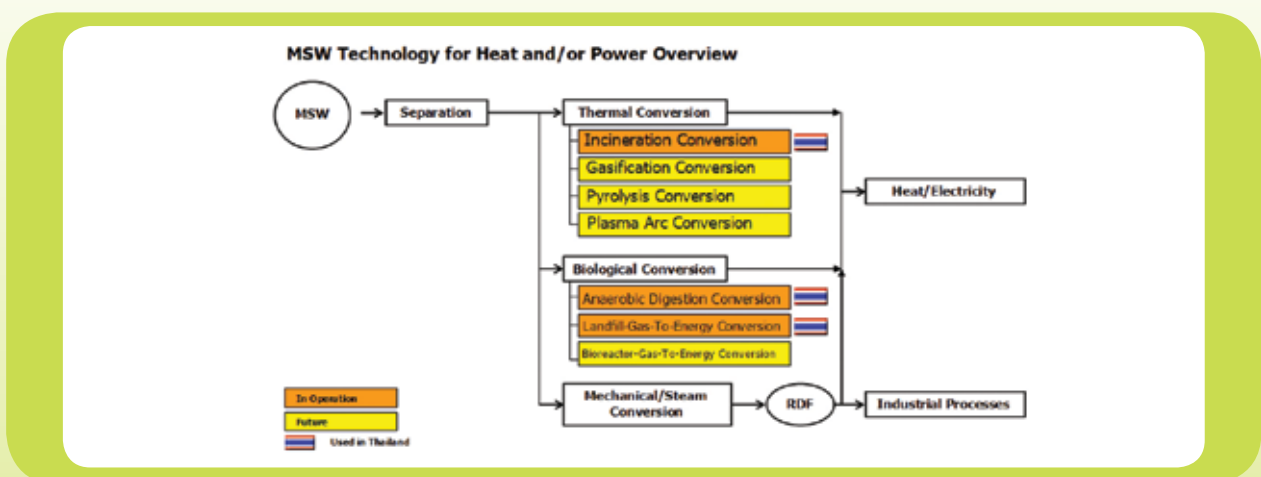 MSW Technology for Heat and/or Power Overview
MSW
Separation
Thermal Conversion
Incineration Conversion
Gasification Conversion
Pyrolysis Conversion
Plasma Arc Conversion
Heat/Electricity
Biological Conversion
Anaerobic Digestion Conversion
Landfill-Gas-To-Energy Conversion
Bioreactor-Gas-To-Energy Conversion
Mechanical/Steam
Conversion
RDF
Industrial Processes
In Operation
Future
Used in Thailand